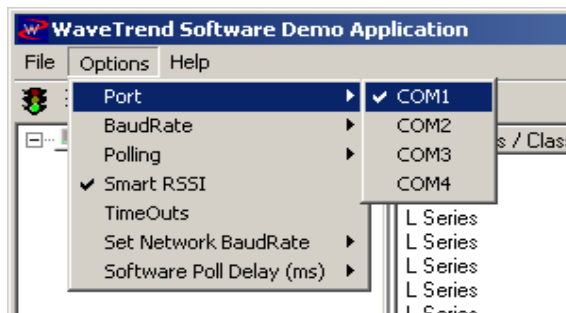 WaveTrend Software Demo Application
File Options Help
Port
COM1
BaudRate
COM2
s / Clas
Polling
COM3
Smart RSSI
COM4
TimeOuts
L Series
Set Network BaudRate
L Series
Software Poll Delay (ms)
L Series
L Series
L Series